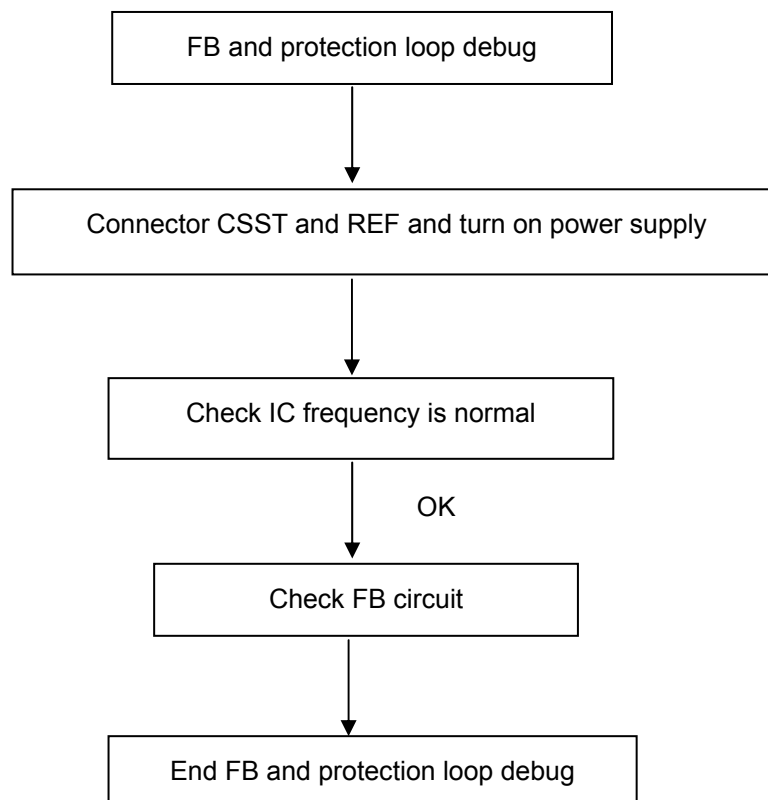 FB and protection loop debug
Connector CSST and REF and turn on power supply
Check IC frequency is normal
OK
Check FB circuit
End FB and protection loop debug